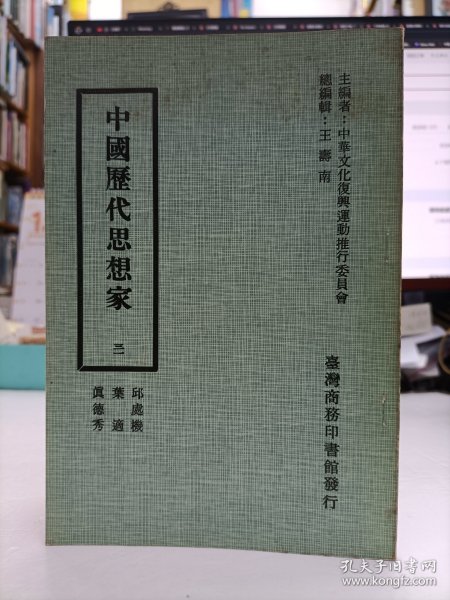 主編者：中華文化復興運動推行委員會
總編輯：王壽南
臺灣商務印書館發行
中國歷代思想家
邱處機
葉適
眞德秀
孔夫子旧书网
www.kongfz.com